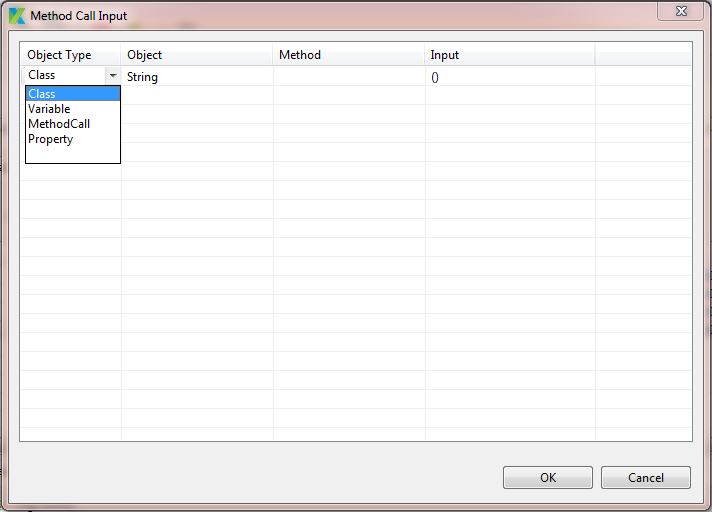 Method Call Input
Object Type Object Method Input
Class String ()
Class
Variable
MethodCall
Property
OK Cancel